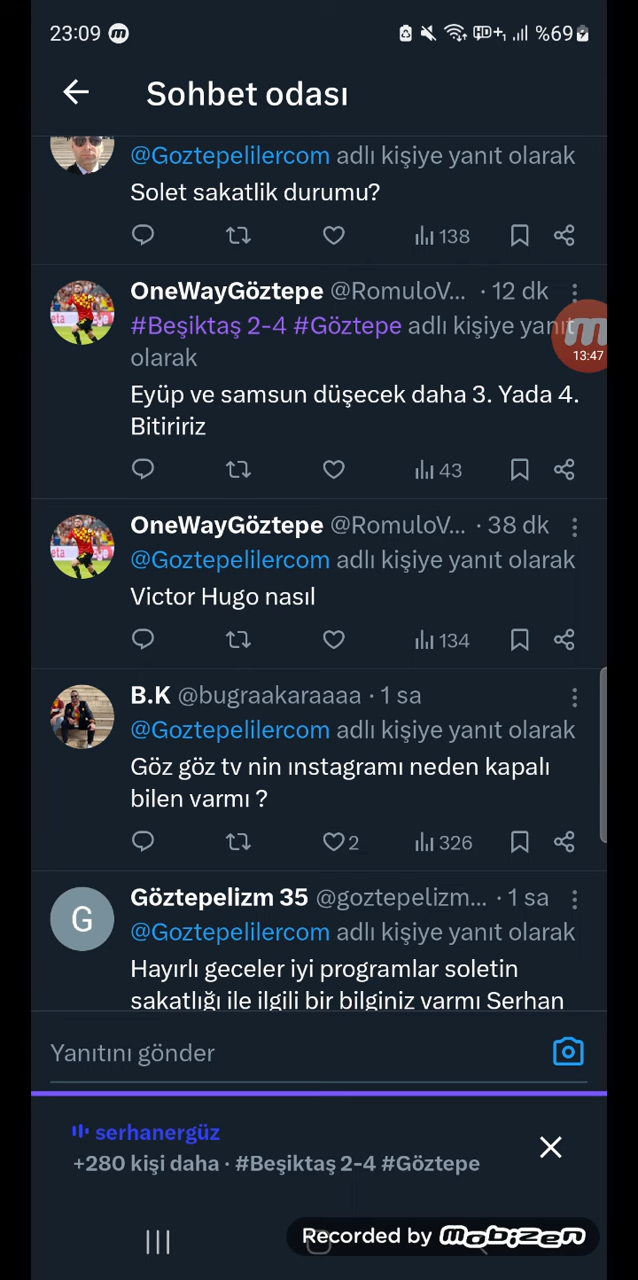 23:09 m HD+₁ %69
Sohbet odası
@Goztepelilercom adlı kişiye yanıt olarak
Solet sakatlik durumu?
138
OneWayGöztepe @RomuloV... · 12 dk
#Beşiktaş 2-4 #Göztepe adlı kişiye yanıt
olarak
m
13:47
Eyüp ve samsun düşecek daha 3. Yada 4.
Bitiririz
43
OneWayGöztepe @RomuloV... · 38 dk
@Goztepelilercom adlı kişiye yanıt olarak
Victor Hugo nasıl
134
B.K @bugraakaraaaa · 1 sa
@Goztepelilercom adlı kişiye yanıt olarak
Göz göz tv nin ınstagramı neden kapalı
bilen varmı ?
2 326
G
Göztepelizm 35 @goztepelizm... · 1 sa
@Goztepelilercom adlı kişiye yanıt olarak
Hayırlı geceler iyi programlar soletin
sakatlığı ile ilgili bir bilginiz varmı Serhan
Yanıtını gönder
serhanergüz
+280 kişi daha · #Beşiktaş 2-4 #Göztepe
Recorded by mobizen